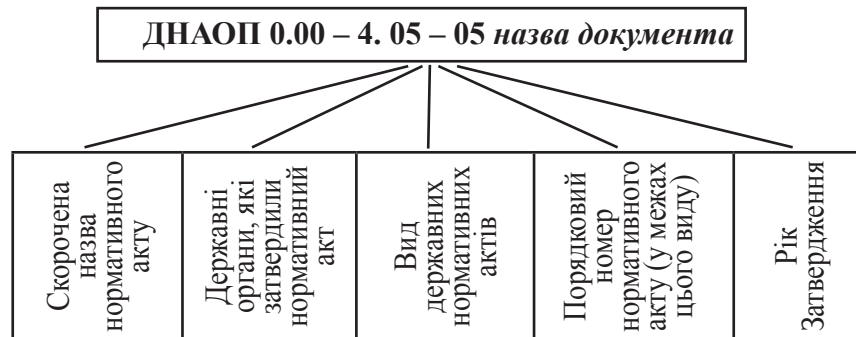 ДНАОП 0.00 – 4. 05 – 05 назва документа
Скорочена
назва
нормативного
акту
Державні
органи, які
затвердили
нормативний
акт
Вид
державних
нормативних
актів
Порядковий
номер
нормативного
акту (у межах
цього виду)
Рік
Затвердження